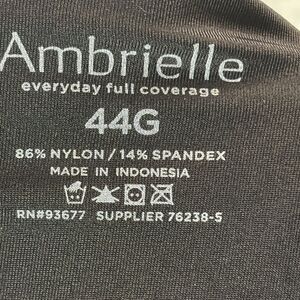 Ambrielle
everyday full coverage
44G
86% NYLON / 14% SPANDEX
MADE IN INDONESIA
RN#93677 SUPPLIER 76238-5